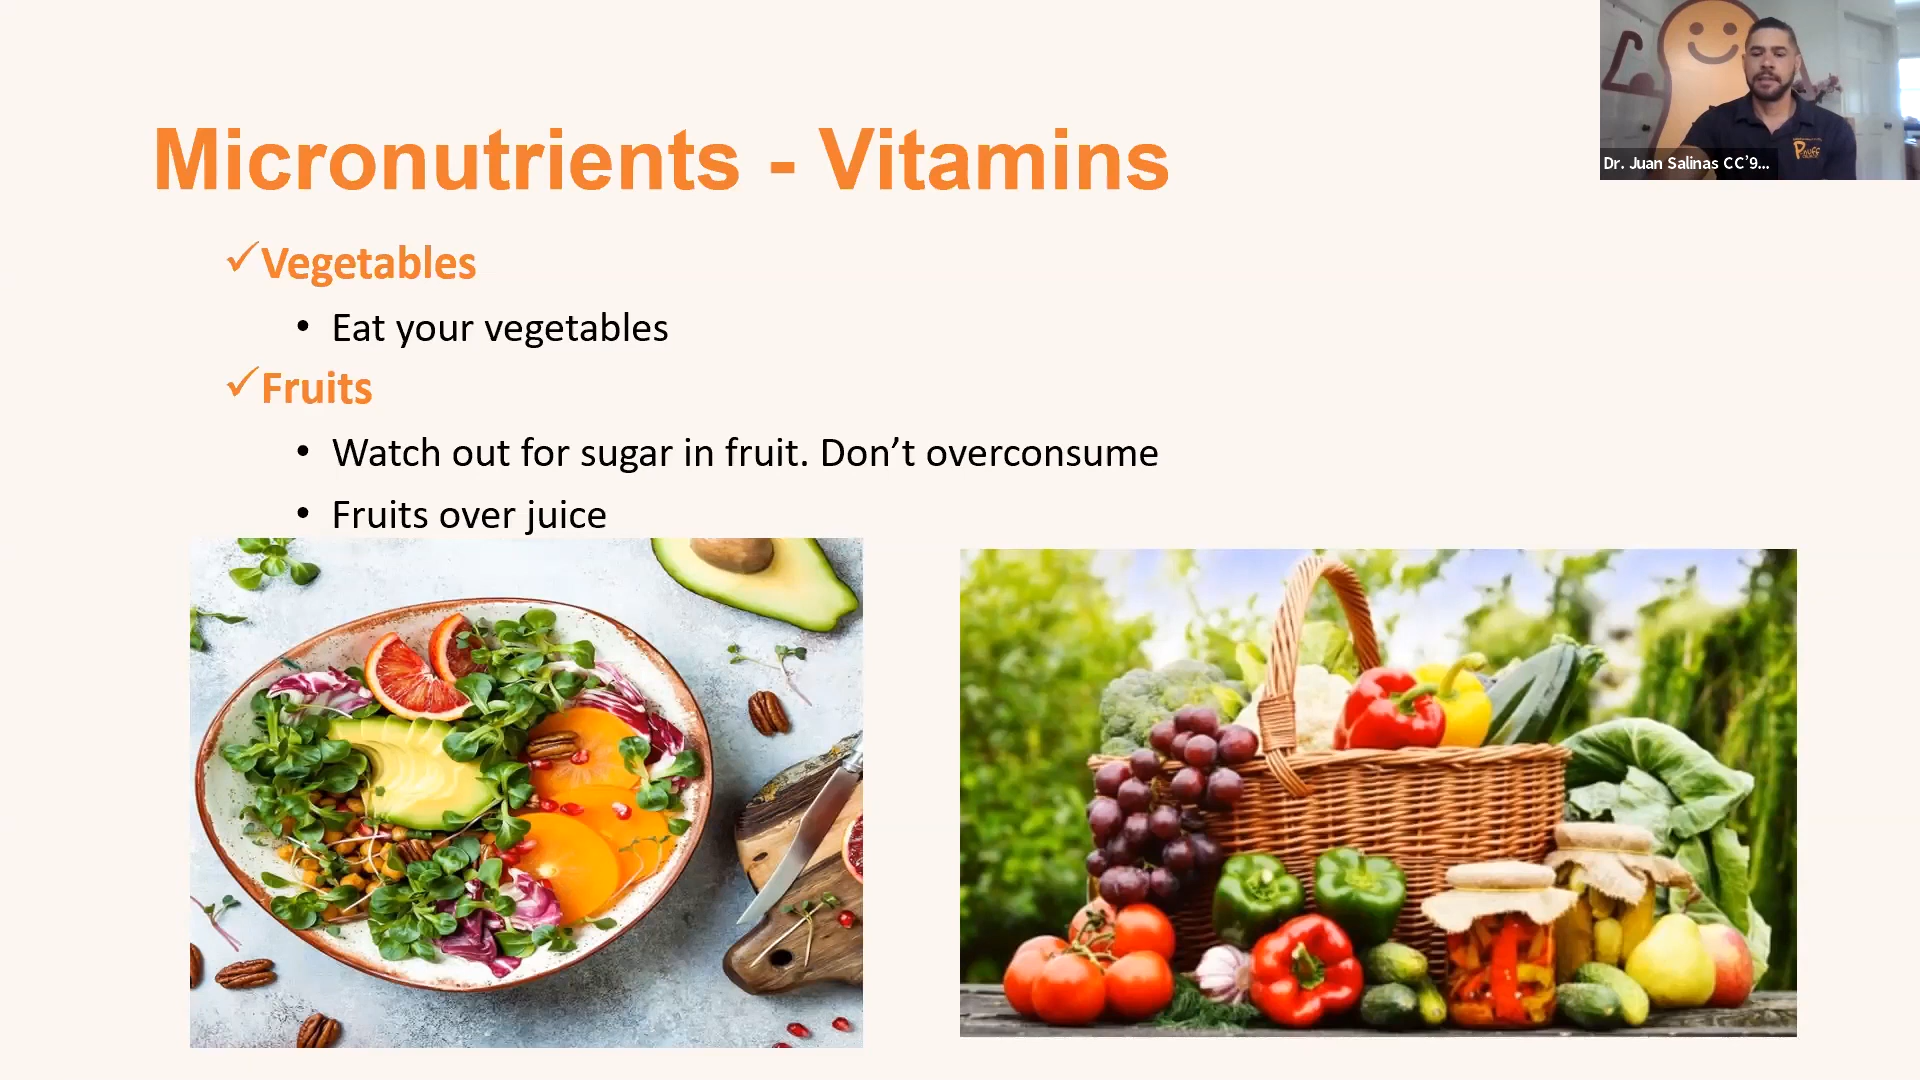 Micronutrients - Vitamins
✓Vegetables
• Eat your vegetables
✓Fruits
• Watch out for sugar in fruit. Don’t overconsume
• Fruits over juice
Dr. Juan Salinas CC’9...